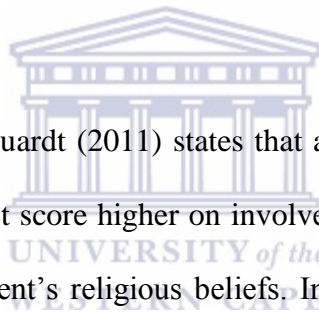 uardt (2011) states that a
t score higher on involve
UNIVERSITY of the
ent's religious beliefs. In
WESTERN CAPE